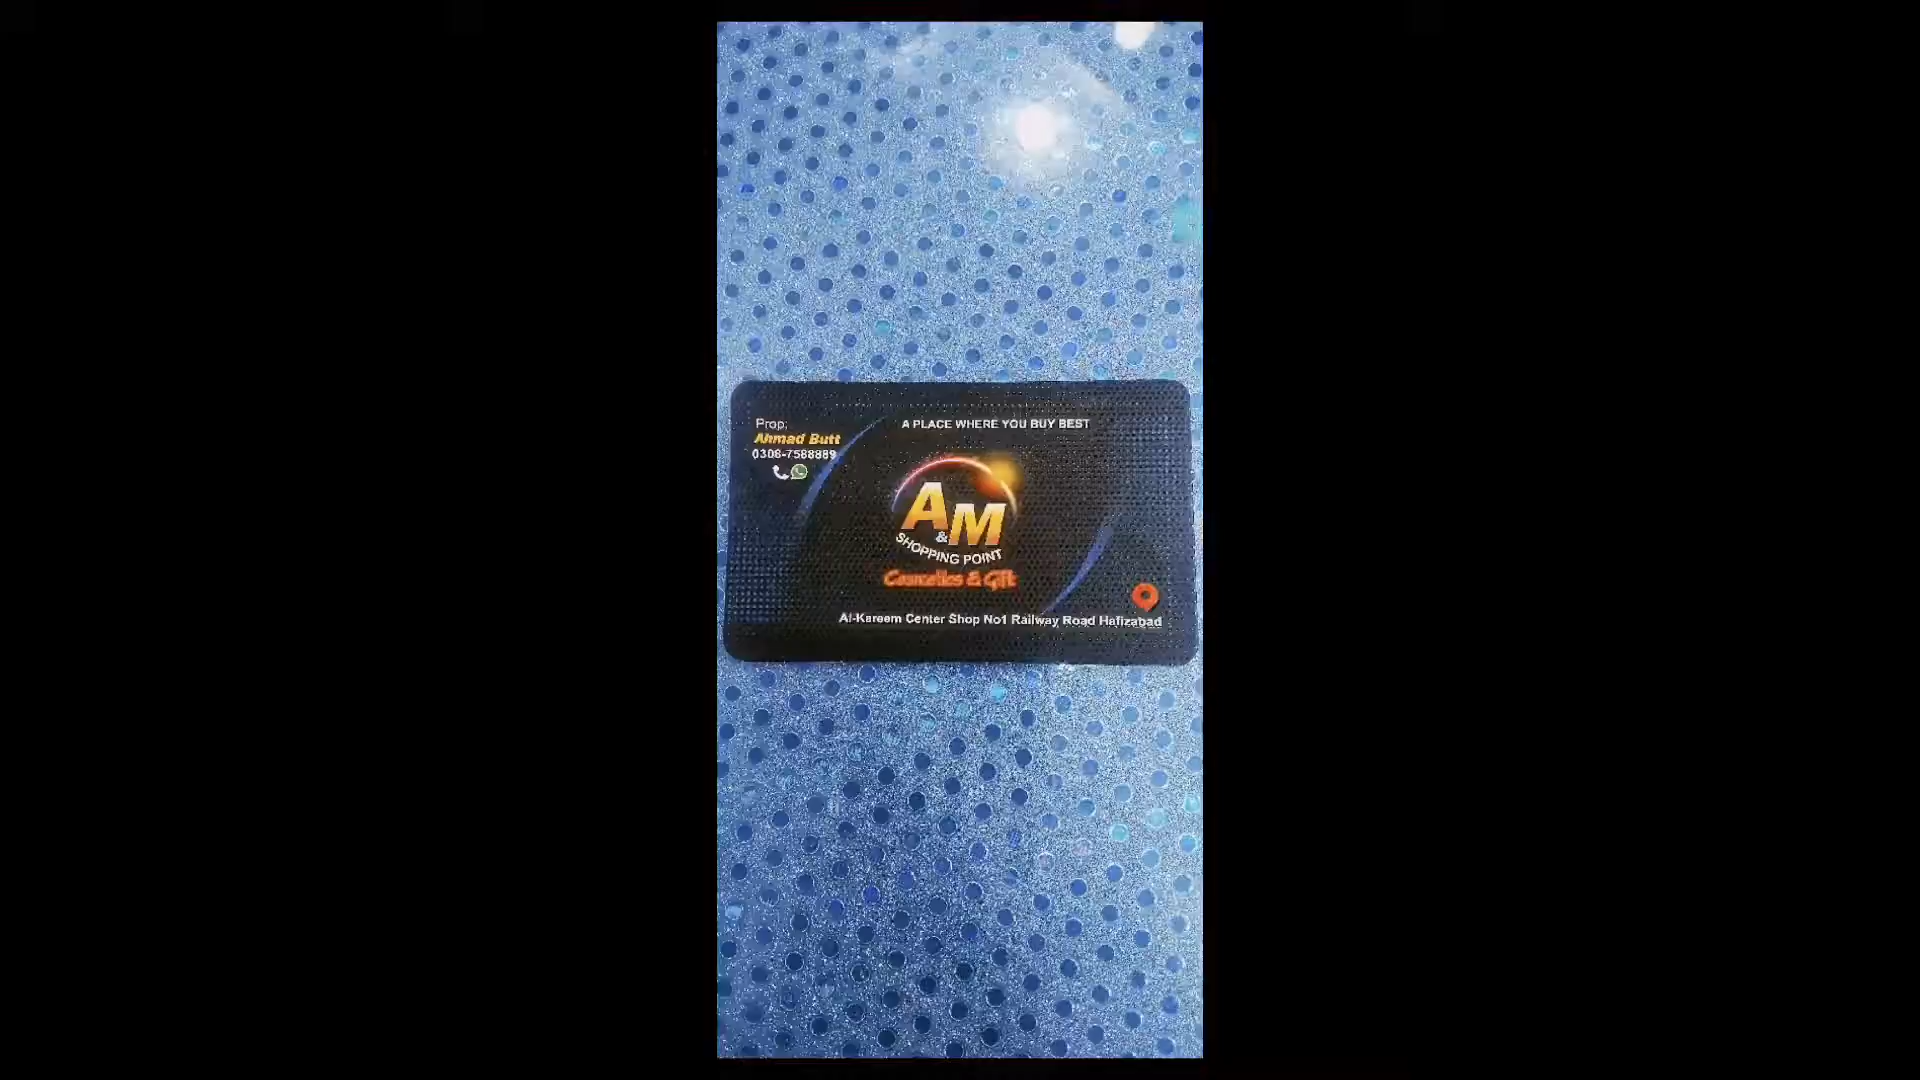 Prop:
Ahmad Butt
0308-7588889
A PLACE WHERE YOU BUY BEST
A&M
SHOPPING POINT
Cosmetics & Gift
Al-Kareem Center Shop No1 Railway Road Hafizabad